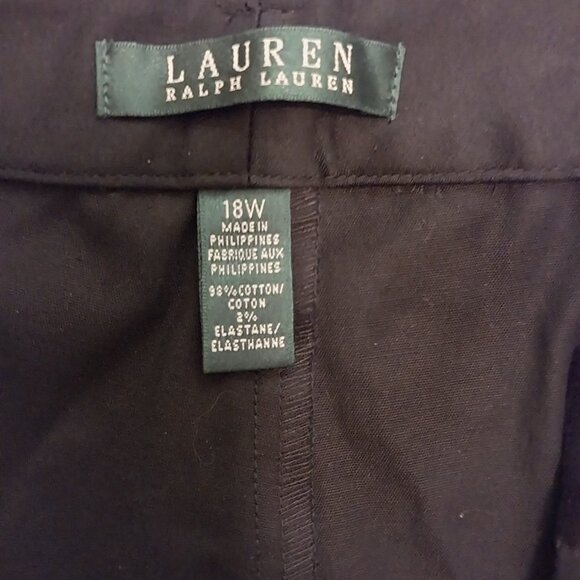 LAUREN
RALPH LAUREN
18W
MADE IN
PHILIPPINES
FABRIQUE AUX
PHILIPPINES
98% COTTON/
COTON
2%
ELASTANE/
ELASTHANNE